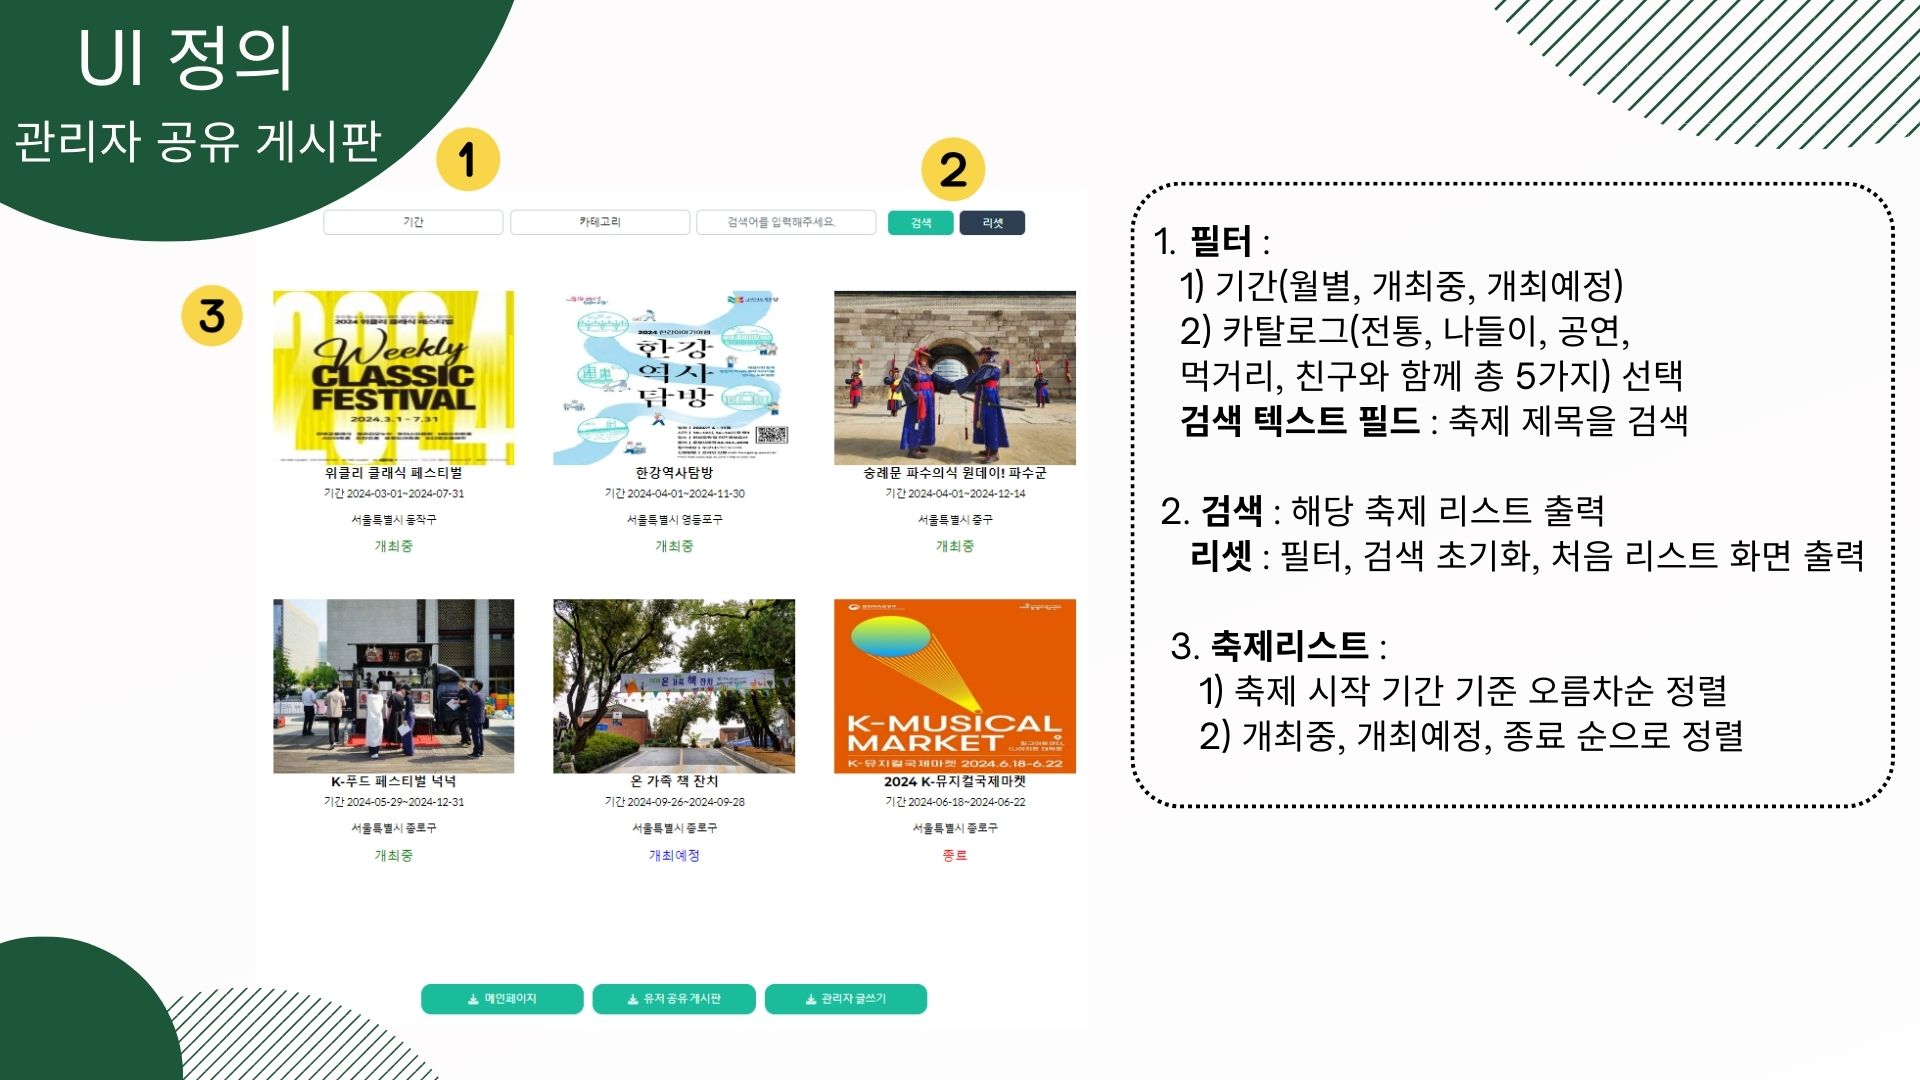 UI 정의
관리자 공유 게시판
1
2
기간
카테고리
검색어를 입력해주세요.
검색
리셋
3
2024 위클리 클래식 페스티벌
Weekly
CLASSIC
FESTIVAL
2024.3.1 - 7.31
2024 한강이야기여행
한강
역사
탐방
위클리 클래식 페스티벌
기간 2024-03-01~2024-07-31
서울특별시 동작구
개최중
한강역사탐방
기간 2024-04-01~2024-11-30
서울특별시 영등포구
개최중
숭례문 파수의식 원데이! 파수군
기간 2024-04-01~2024-12-14
서울특별시 중구
개최중
온 가족 책 잔치
K-MUSICAL
MARKET
K-뮤지컬국제마켓 2024.6.18-6.22
K-푸드 페스티벌 넉넉
기간 2024-05-29~2024-12-31
서울특별시 종로구
개최중
온 가족 책 잔치
기간 2024-09-26~2024-09-28
서울특별시 종로구
개최예정
2024 K-뮤지컬국제마켓
기간 2024-06-18~2024-06-22
서울특별시 종로구
종료
메인페이지
유저 공유 게시판
관리자 글쓰기
1. 필터 :
1) 기간(월별, 개최중, 개최예정)
2) 카탈로그(전통, 나들이, 공연,
먹거리, 친구와 함께 총 5가지) 선택
검색 텍스트 필드 : 축제 제목을 검색
2. 검색 : 해당 축제 리스트 출력
리셋 : 필터, 검색 초기화, 처음 리스트 화면 출력
3. 축제리스트 :
1) 축제 시작 기간 기준 오름차순 정렬
2) 개최중, 개최예정, 종료 순으로 정렬